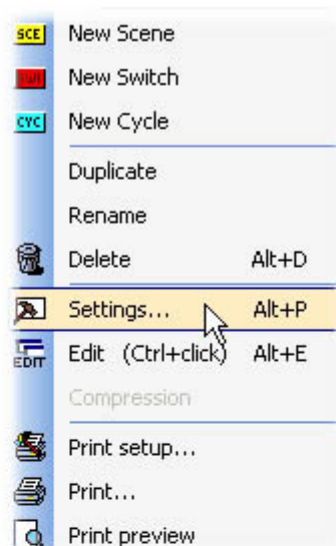 SCE New Scene
SWI New Switch
CYC New Cycle
Duplicate
Rename
Delete Alt+D
Settings... Alt+P
EDIT Edit (Ctrl+click) Alt+E
Compression
Print setup...
Print...
Print preview